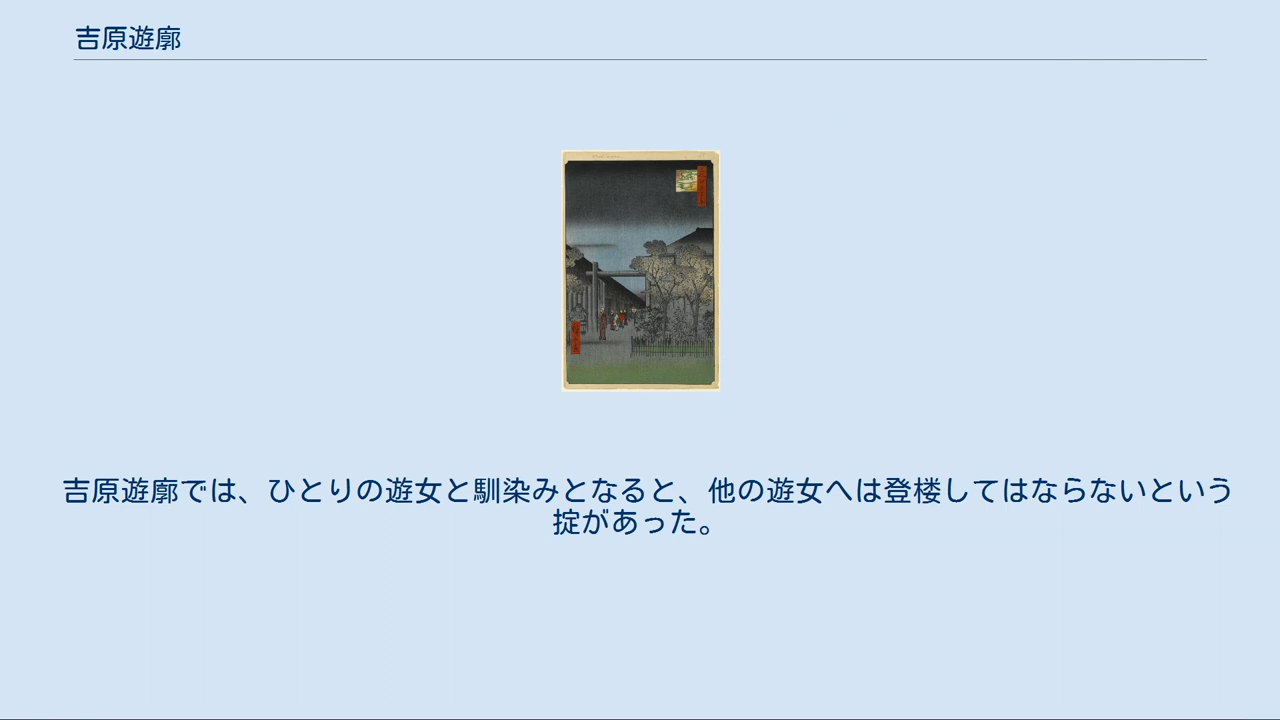 吉原遊廓
吉原遊廓では、ひとりの遊女と馴染みとなると、他の遊女へは登楼してはならないという
掟があった。